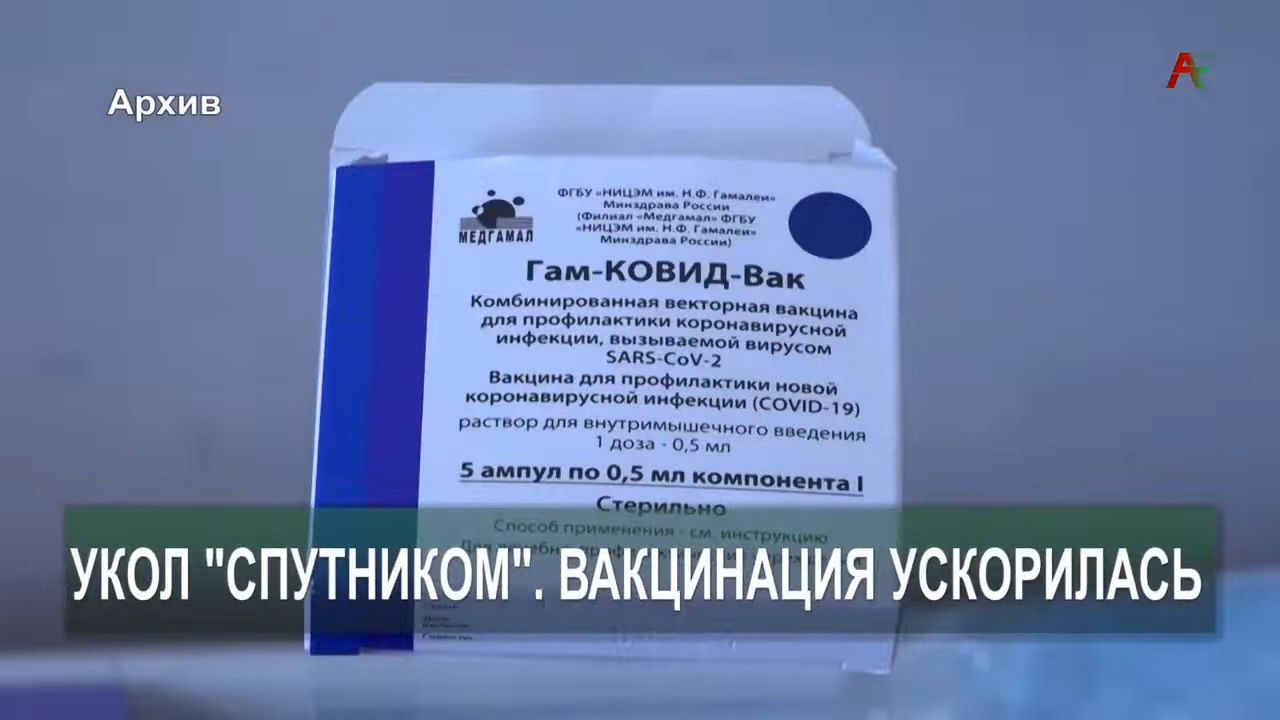 Архив
ФГБУ «НИЦЭМ им. Н.Ф. Гамалеи»
Минздрава России
(Филиал «Медгамал» ФГБУ
«НИЦЭМ им. Н.Ф. Гамалеи»
Минздрава России)
МЕДГАМАЛ
Гам-КОВИД-Вак
Комбинированная векторная вакцина
для профилактики коронавирусной
инфекции, вызываемой вирусом
SARS-CoV-2
Вакцина для профилактики новой
коронавирусной инфекции (COVID-19)
раствор для внутримышечного введения
1 доза - 0,5 мл
5 ампул по 0,5 мл компонента I
Стерильно
Способ применения - см. инструкцию
УКОЛ "СПУТНИКОМ". ВАКЦИНАЦИЯ УСКОРИЛАСЬ